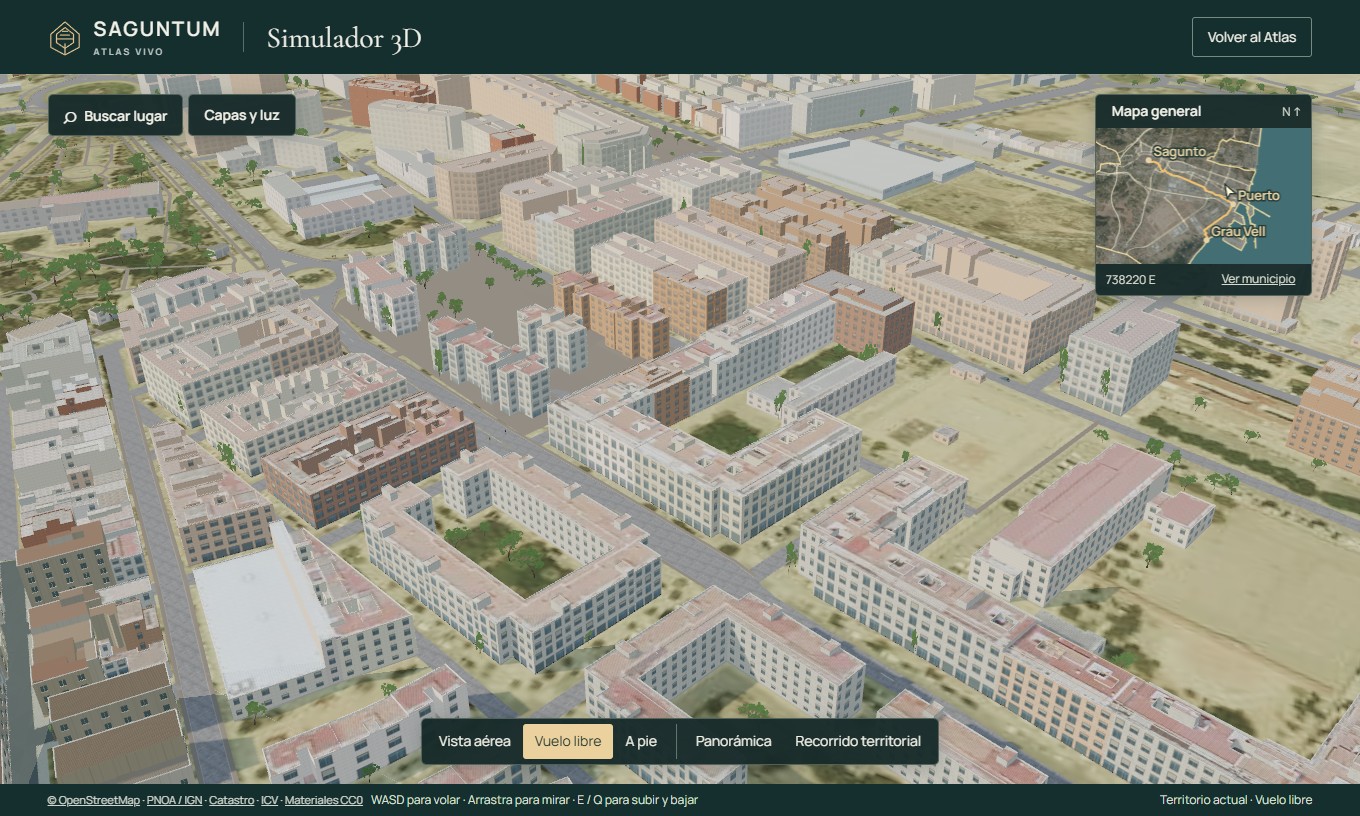 SAGUNTUM
ATLAS VIVO
Simulador 3D
Volver al Atlas
Buscar lugar
Capas y luz
Mapa general
N ↑
Sagunto
Puerto
Grau Vell
738220 E
Ver municipio
Vista aérea
Vuelo libre
A pie
Panorámica
Recorrido territorial
© OpenStreetMap · PNOA / IGN · Catastro · ICV · Materiales CC0 WASD para volar · Arrastra para mirar · E / Q para subir y bajar
Territorio actual · Vuelo libre